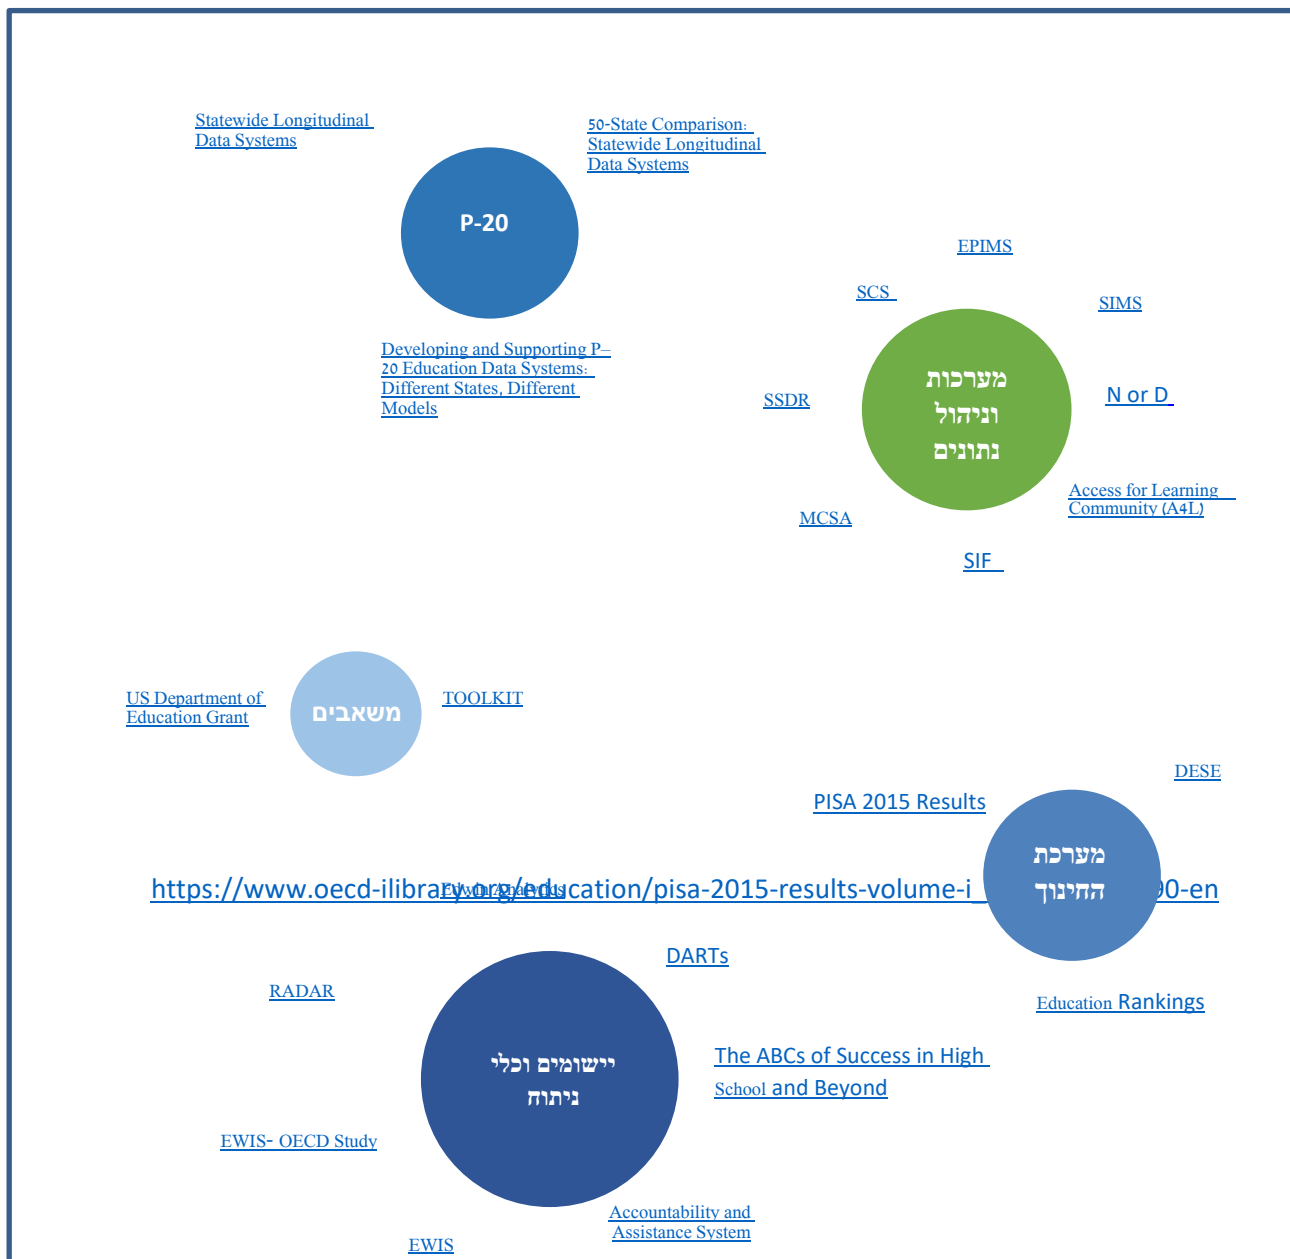 Statewide Longitudinal
Data Systems
50-State Comparison:
Statewide Longitudinal
Data Systems
P-20
Developing and Supporting P–
20 Education Data Systems:
Different States, Different
Models
EPIMS
SCS
SIMS
מערכות
וניהול
נתונים
N or D
SSDR
Access for Learning
Community (A4L)
MCSA
SIF
US Department of
Education Grant
משאבים
TOOLKIT
DESE
PISA 2015 Results
מערכת
החינוך
https://www.oecd-ilibrary.org/education/pisa-2015-results-volume-i_ 90-en
Edwin Analytics
DARTs
RADAR
Education Rankings
יישומים וכלי
ניתוח
The ABCs of Success in High
School and Beyond
EWIS- OECD Study
Accountability and
Assistance System
EWIS